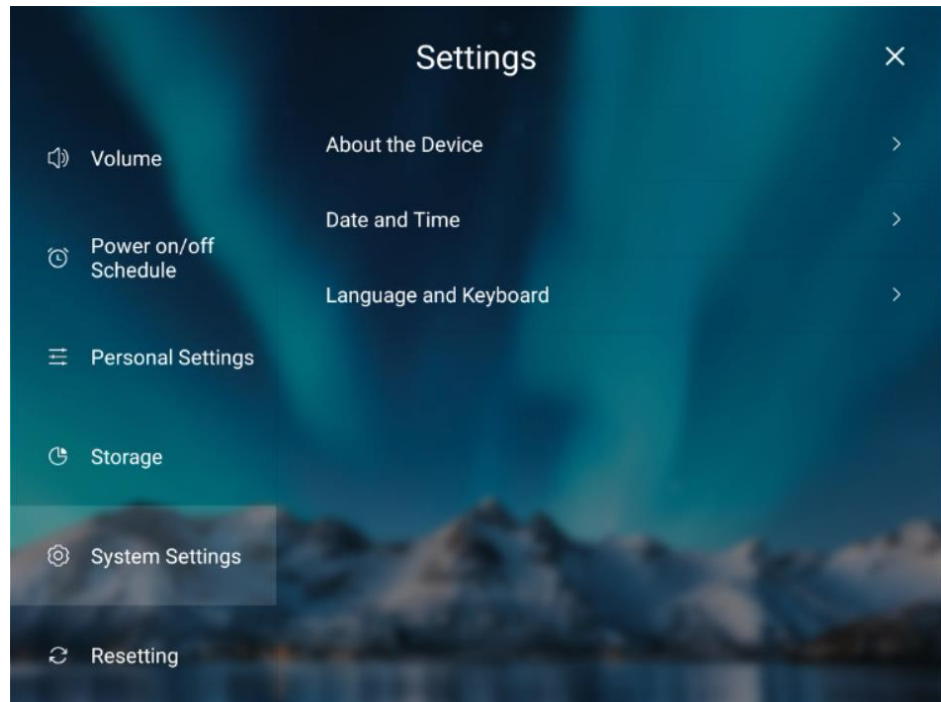 Settings
Volume
Power on/off
Schedule
Personal Settings
Storage
System Settings
Resetting
About the Device
Date and Time
Language and Keyboard